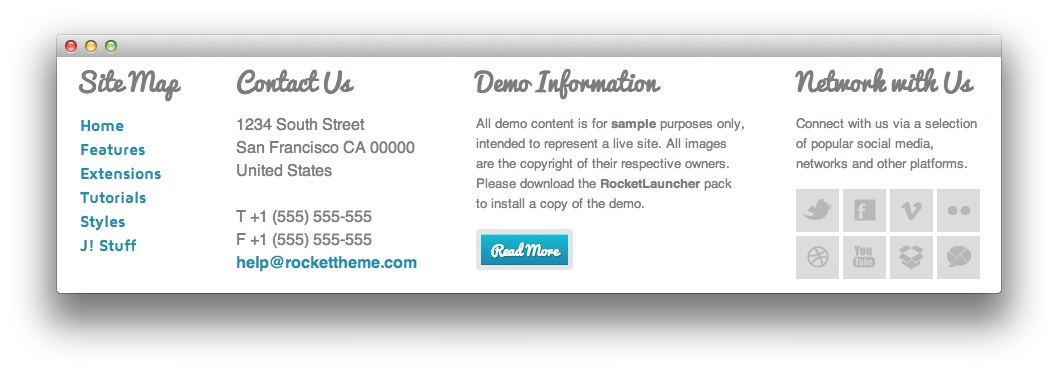 Site Map
Home
Features
Extensions
Tutorials
Styles
J! Stuff
Contact Us
1234 South Street
San Francisco CA 00000
United States
T +1 (555) 555-555
F +1 (555) 555-555
help@rockettheme.com
Demo Information
All demo content is for sample purposes only,
intended to represent a live site. All images
are the copyright of their respective owners.
Please download the RocketLauncher pack
to install a copy of the demo.
Read More
Network with Us
Connect with us via a selection
of popular social media,
networks and other platforms.
You
Tube